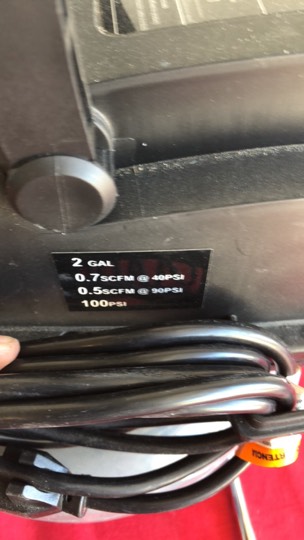 2 GAL
0.7SCFM @ 40PSI
0.5SCFM @ 90PSI
100PSI